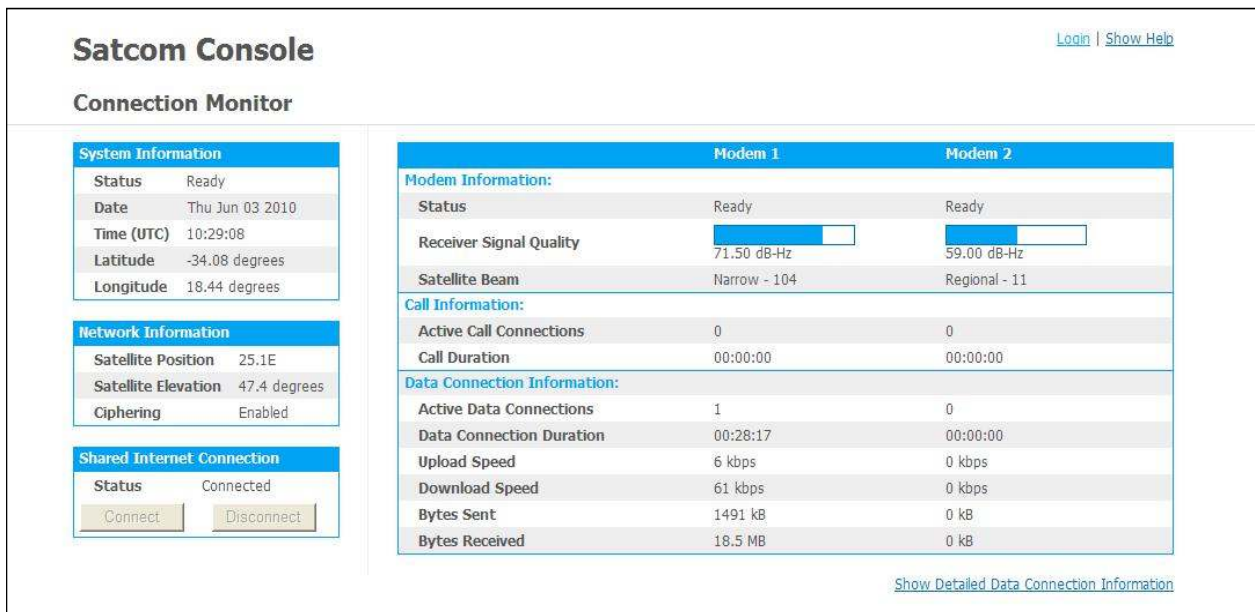 Satcom Console
Login | Show Help
Connection Monitor
System Information
Status Ready
Date Thu Jun 03 2010
Time (UTC) 10:29:08
Latitude -34.08 degrees
Longitude 18.44 degrees
Network Information
Satellite Position 25.1E
Satellite Elevation 47.4 degrees
Ciphering Enabled
Shared Internet Connection
Status Connected
Connect Disconnect
Modem 1 Modem 2
Modem Information:
Status Ready Ready
Receiver Signal Quality 71.50 dB-Hz 59.00 dB-Hz
Satellite Beam Narrow - 104 Regional - 11
Call Information:
Active Call Connections 0 0
Call Duration 00:00:00 00:00:00
Data Connection Information:
Active Data Connections 1 0
Data Connection Duration 00:28:17 00:00:00
Upload Speed 6 kbps 0 kbps
Download Speed 61 kbps 0 kbps
Bytes Sent 1491 kB 0 kB
Bytes Received 18.5 MB 0 kB
Show Detailed Data Connection Information